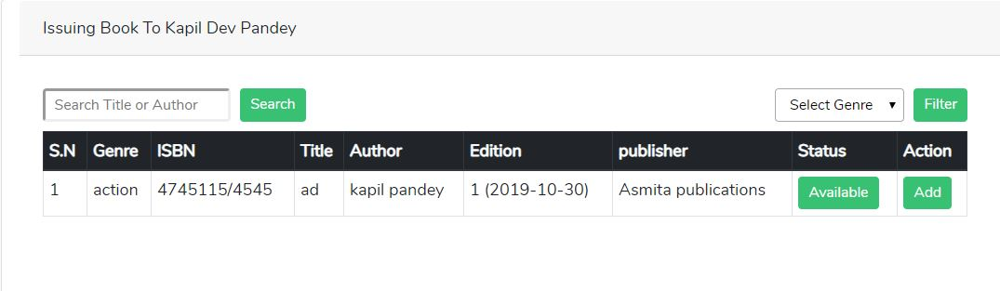 Issuing Book To Kapil Dev Pandey
Search Title or Author Search Select Genre Filter
S.N Genre ISBN Title Author Edition publisher Status Action
1 action 4745115/4545 ad kapil pandey 1 (2019-10-30) Asmita publications Available Add